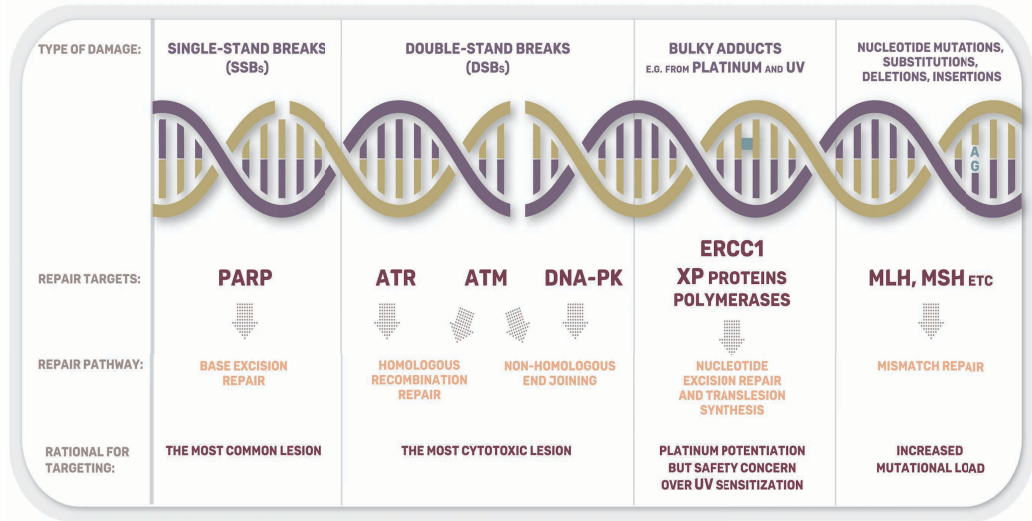 TYPE OF DAMAGE:
SINGLE-STAND BREAKS
(SSBs)
DOUBLE-STAND BREAKS
(DSBs)
BULKY ADDUCTS
E.G. FROM PLATINUM AND UV
NUCLEOTIDE MUTATIONS,
SUBSTITUTIONS,
DELETIONS, INSERTIONS
A
G
REPAIR TARGETS:
PARP
ATR
ATM
DNA-PK
ERCC1
XP PROTEINS
POLYMERASES
MLH, MSH ETC
REPAIR PATHWAY:
BASE EXCISION
REPAIR
HOMOLOGOUS
RECOMBINATION
REPAIR
NON-HOMOLOGOUS
END JOINING
NUCLEOTIDE
EXCISION REPAIR
AND TRANSLESION
SYNTHESIS
MISMATCH REPAIR
RATIONAL FOR
TARGETING:
THE MOST COMMON LESION
THE MOST CYTOTOXIC LESION
PLATINUM POTENTIATION
BUT SAFETY CONCERN
OVER UV SENSITIZATION
INCREASED
MUTATIONAL LOAD